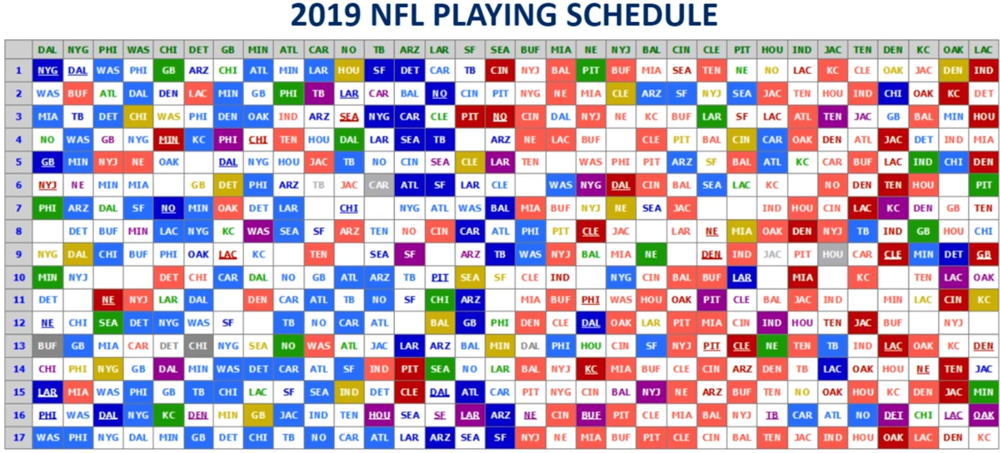 2019 NFL PLAYING SCHEDULE
DAL NYG PHI WAS CHI DET GB MIN ATL CAR NO TB ARZ LAR SF SEA BUF MIA NE NYJ BAL CIN CLE PIT HOU IND JAC TEN DEN KC OAK LAC
1 NYG DAL WAS PHI GB ARZ CHI ATL MIN LAR HOU SF DET CAR TB CIN NYJ BAL PIT BUF MIA SEA TEN NE NO LAC KC CLE OAK JAC DEN IND
2 WAS BUF ATL DAL DEN LAC MIN GB PHI TB LAR CAR BAL NO CIN PIT NYG NE MIA CLE ARZ SF NYJ SEA JAC TEN HOU IND CHI OAK KC DET
3 MIA TB DET CHI WAS PHI DEN OAK IND ARZ SEA NYG CAR CLE PIT NO CIN DAL NYJ NE KC BUF LAR SF LAC ATL TEN JAC GB BAL MIN HOU
4 NO WAS GB NYG MIN KC PHI CHI TEN HOU DAL LAR SEA TB ARZ NE LAC BUF CLE PIT BAL CIN CAR OAK DEN ATL JAC DET IND MIA
5 GB MIN NYJ NE OAK DAL NYG HOU JAC TB NO CIN SEA CLE LAR TEN WAS PHI PIT ARZ SF BAL ATL KC CAR BUF LAC IND CHI DEN
6 NYJ NE MIN MIA GB DET PHI ARZ TB JAC CAR ATL SF LAR CLE WAS NYG DAL CIN BAL SEA LAC KC NO DEN TEN HOU PIT
7 PHI ARZ DAL SF NO MIN OAK DET LAR CHI NYG ATL WAS BAL MIA BUF NYJ NE SEA JAC IND HOU CIN LAC KC DEN GB TEN
8 DET BUF MIN LAC NYG KC WAS SEA SF ARZ TEN NO CIN CAR ATL PHI PIT CLE JAC LAR NE MIA OAK DEN NYJ TB IND GB HOU CHI
9 NYG DAL CHI BUF PHI OAK LAC KC TEN SEA SF ARZ TB WAS NYJ BAL MIA NE DEN IND JAC PIT HOU CAR CLE MIN DET GB
10 MIN NYJ DET CHI CAR DAL NO GB ATL ARZ TB PIT SEA SF CLE IND NYG CIN BAL BUF LAR MIA KC TEN LAC OAK
11 DET NE NYJ LAR DAL DEN CAR ATL TB NO SF CHI ARZ MIA BUF PHI WAS HOU OAK PIT CLE BAL JAC IND MIN LAC CIN KC
12 NE CHI SEA DET NYG WAS SF TB NO CAR ATL BAL GB PHI DEN CLE DAL OAK LAR PIT MIA CIN IND HOU TEN JAC BUF NYJ
13 BUF GB MIA CAR DET CHI NYG SEA NO WAS ATL JAC LAR ARZ BAL MIN DAL PHI HOU CIN SF NYJ PIT CLE NE TEN TB IND LAC OAK KC DEN
14 CHI PHI NYG GB DAL MIN WAS DET CAR ATL SF IND PIT SEA NO LAR BAL NYJ KC MIA BUF CLE CIN ARZ DEN TB LAC OAK HOU NE TEN JAC
15 LAR MIA WAS PHI GB TB CHI LAC SF SEA IND DET CLE DAL ATL CAR PIT NYG CIN BAL NYJ NE ARZ BUF TEN NO OAK HOU KC DEN JAC MIN
16 PHI WAS DAL NYG KC DEN MIN GB JAC IND TEN HOU SEA SF LAR ARZ NE CIN BUF PIT CLE MIA BAL NYJ TB CAR ATL NO DET CHI LAC OAK
17 WAS PHI NYG DAL MIN GB DET CHI TB NO CAR ATL LAR ARZ SEA SF NYJ NE MIA BUF PIT CLE CIN BAL TEN JAC IND HOU OAK LAC DEN KC